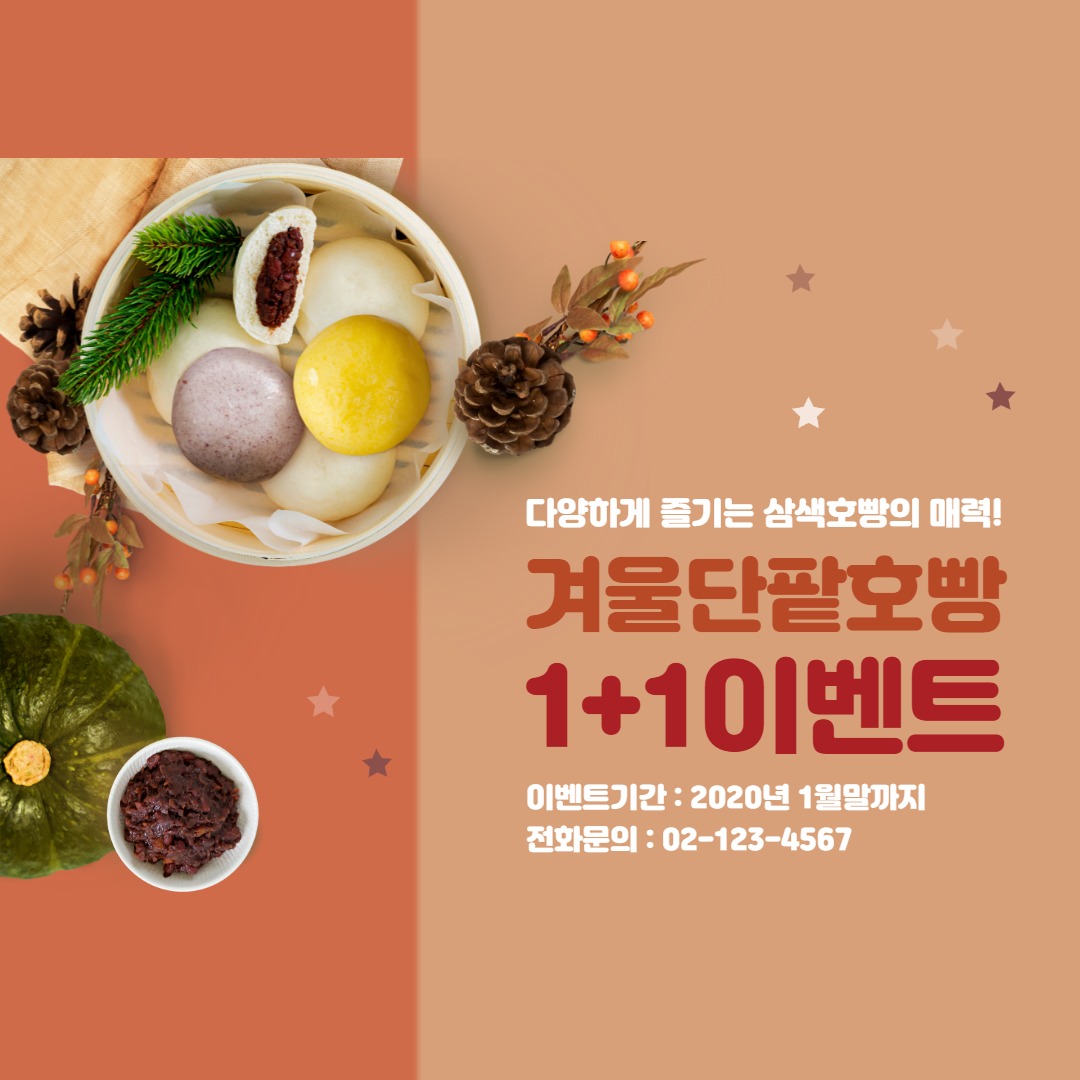 다양하게 즐기는 삼색호빵의 매력!
겨울단팥호빵
1+1이벤트
이벤트기간 : 2020년 1월말까지
전화문의 : 02-123-4567